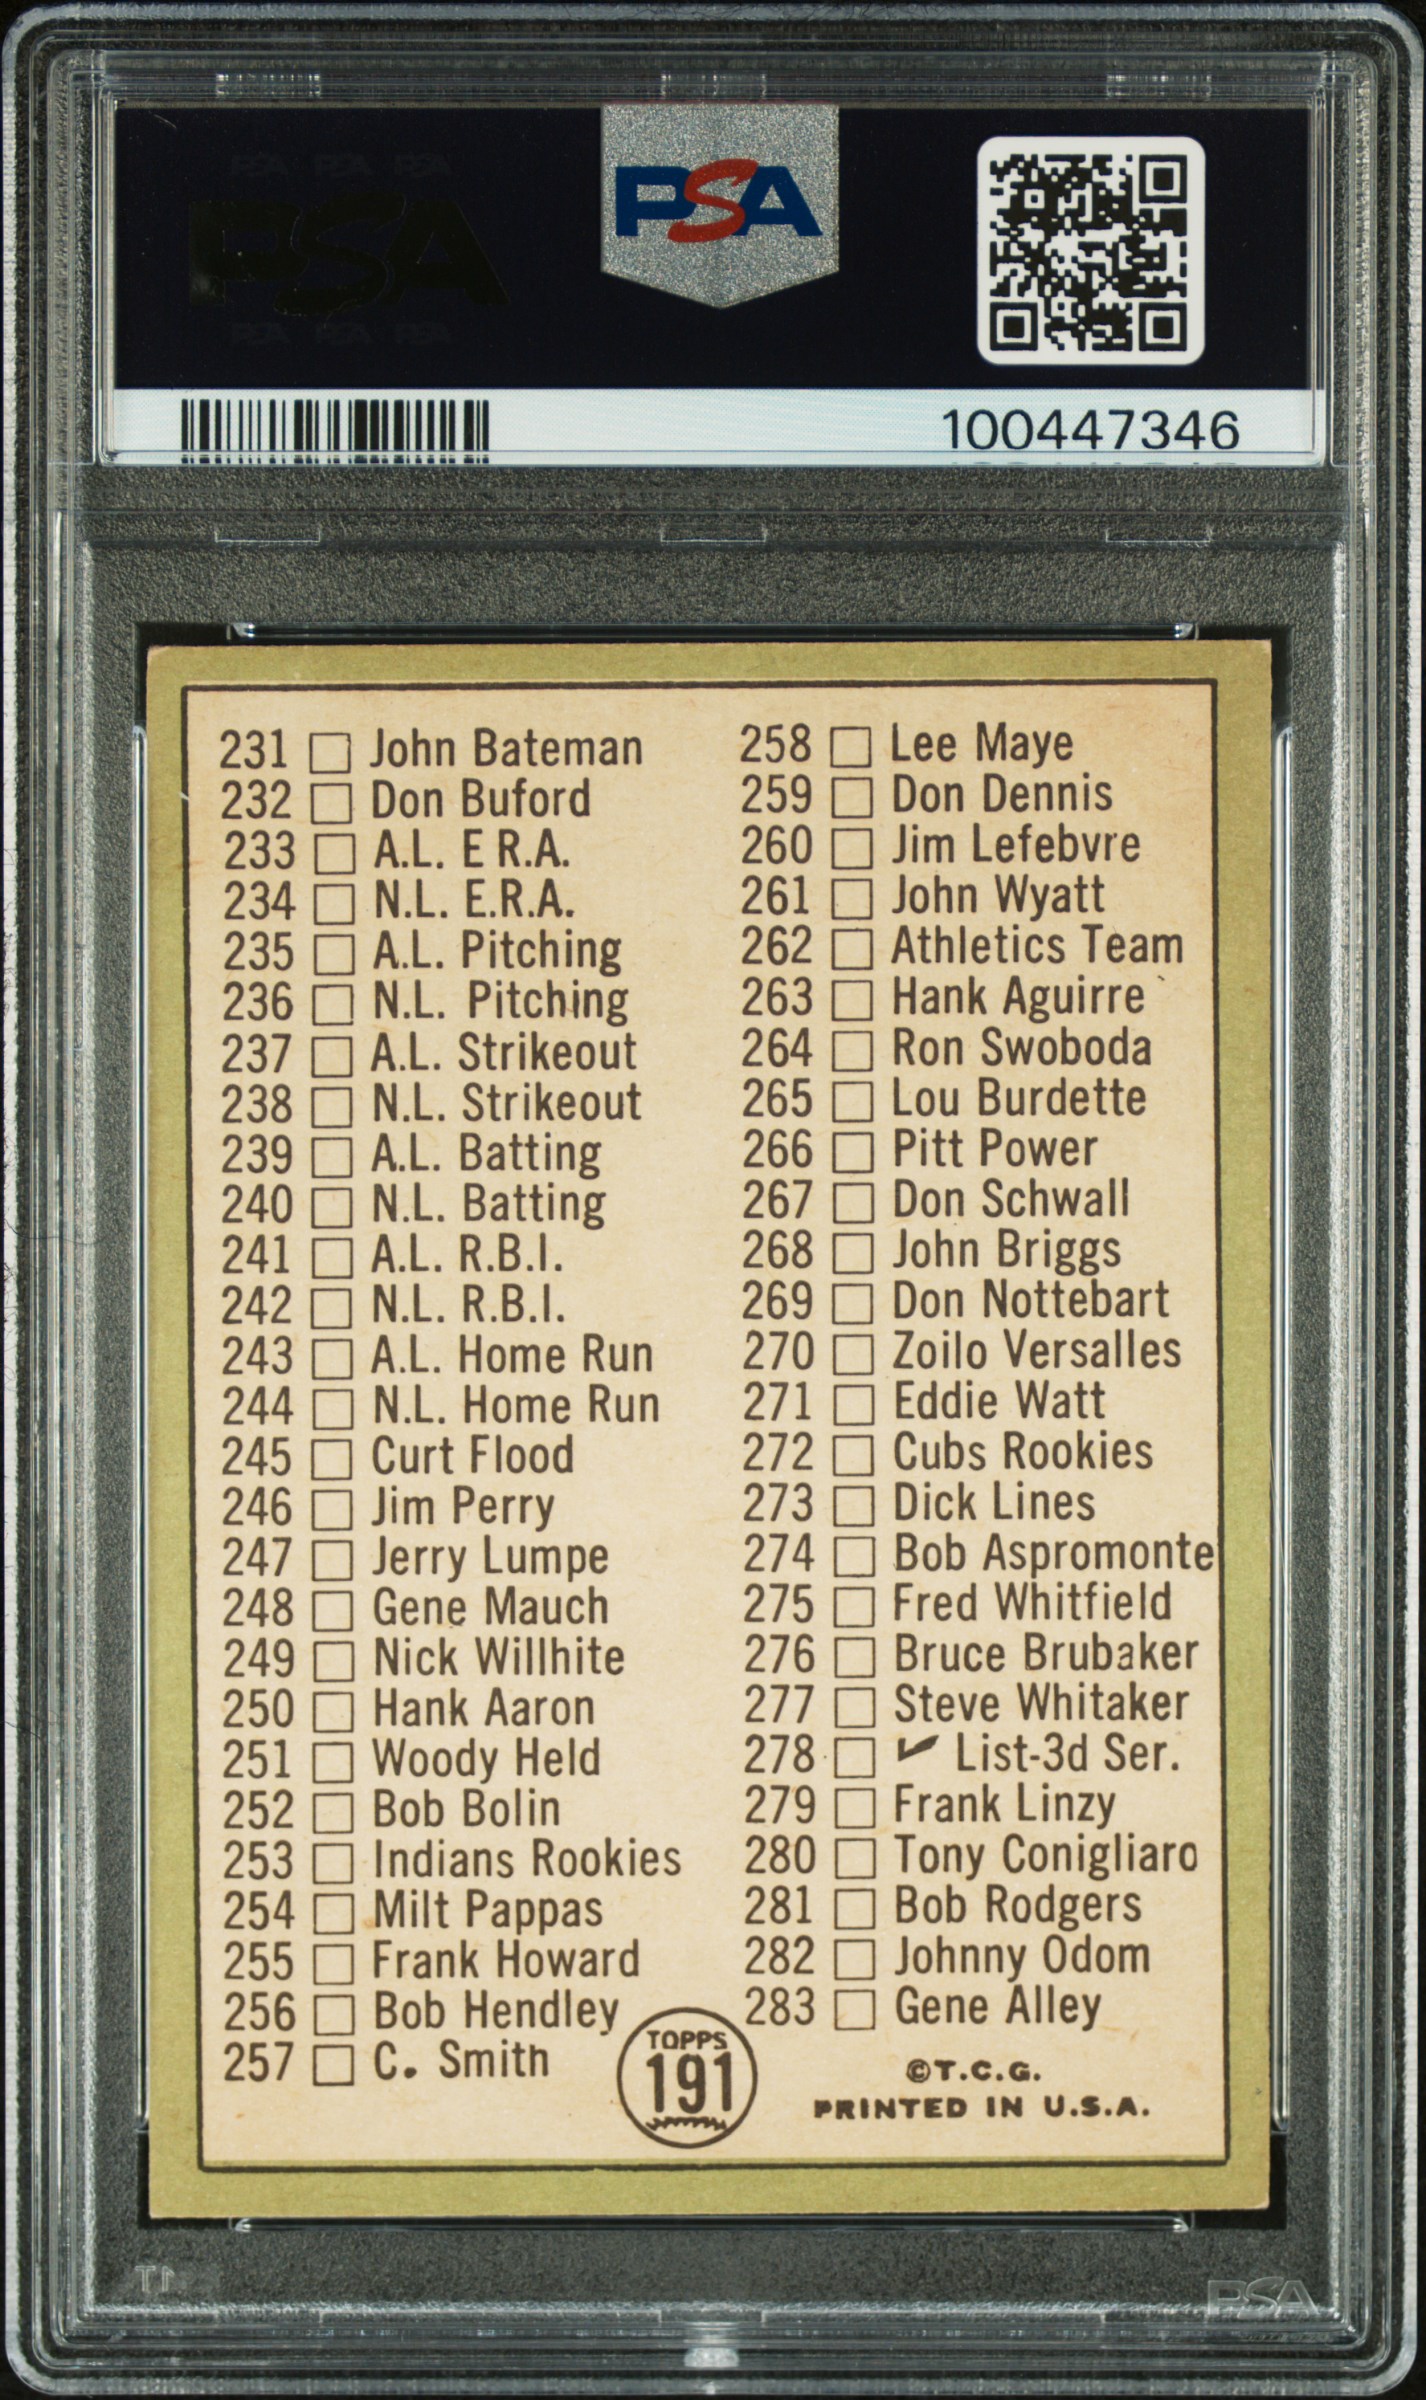 PSA
100447346
231 John Bateman
232 Don Buford
233 A.L. E R.A.
234 N.L. E.R.A.
235 A.L. Pitching
236 N.L. Pitching
237 A.L. Strikeout
238 N.L. Strikeout
239 A.L. Batting
240 N.L. Batting
241 A.L. R.B.I.
242 N.L. R.B.I.
243 A.L. Home Run
244 N.L. Home Run
245 Curt Flood
246 Jim Perry
247 Jerry Lumpe
248 Gene Mauch
249 Nick Willhite
250 Hank Aaron
251 Woody Held
252 Bob Bolin
253 Indians Rookies
254 Milt Pappas
255 Frank Howard
256 Bob Hendley
257 C. Smith
258 Lee Maye
259 Don Dennis
260 Jim Lefebvre
261 John Wyatt
262 Athletics Team
263 Hank Aguirre
264 Ron Swoboda
265 Lou Burdette
266 Pitt Power
267 Don Schwall
268 John Briggs
269 Don Nottebart
270 Zoilo Versalles
271 Eddie Watt
272 Cubs Rookies
273 Dick Lines
274 Bob Aspromonte
275 Fred Whitfield
276 Bruce Brubaker
277 Steve Whitaker
278 ✓ List-3d Ser.
279 Frank Linzy
280 Tony Conigliaro
281 Bob Rodgers
282 Johnny Odom
283 Gene Alley
TOPPS
191
©T.C.G.
PRINTED IN U.S.A.
PSA